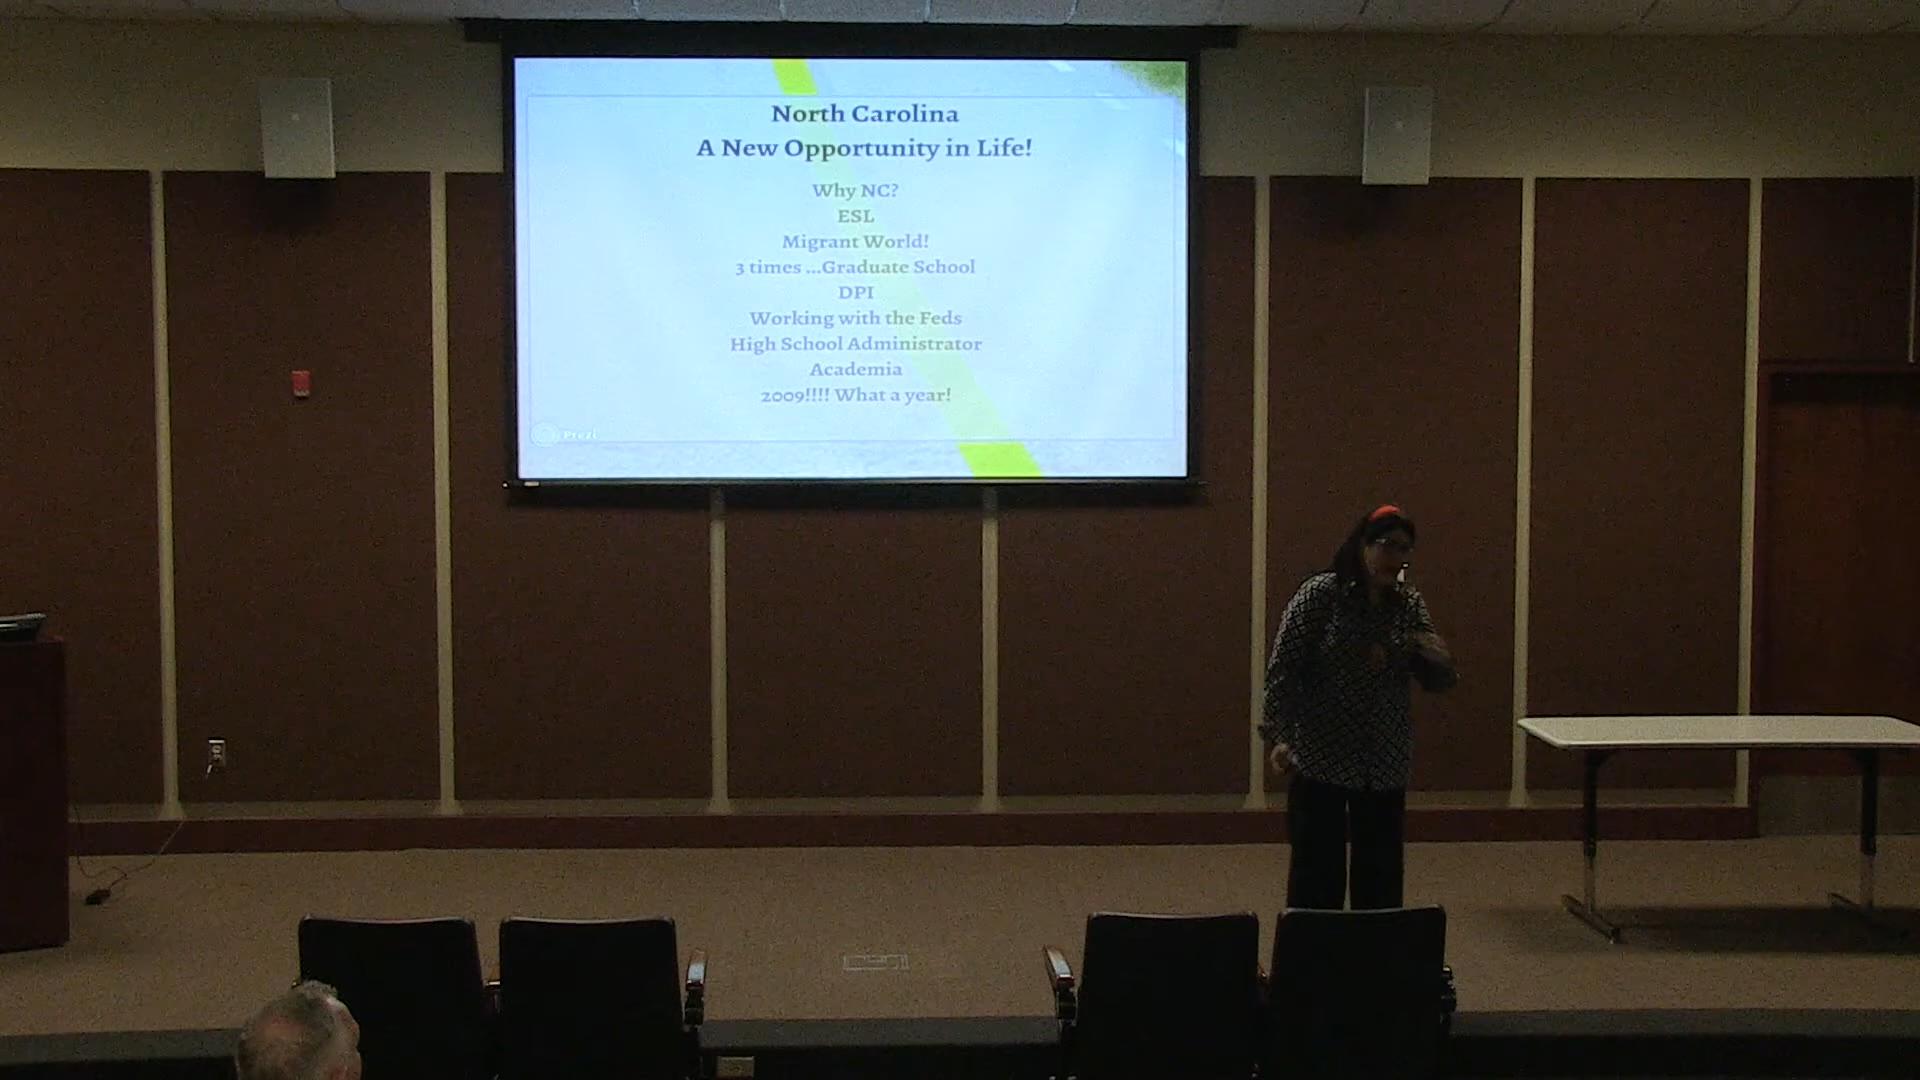 North Carolina
A New Opportunity in Life!
Why NC?
ESL
Migrant World!
3 times ...Graduate School
DPI
Working with the Feds
High School Administrator
Academia
2009!!!! What a year!
Prezi